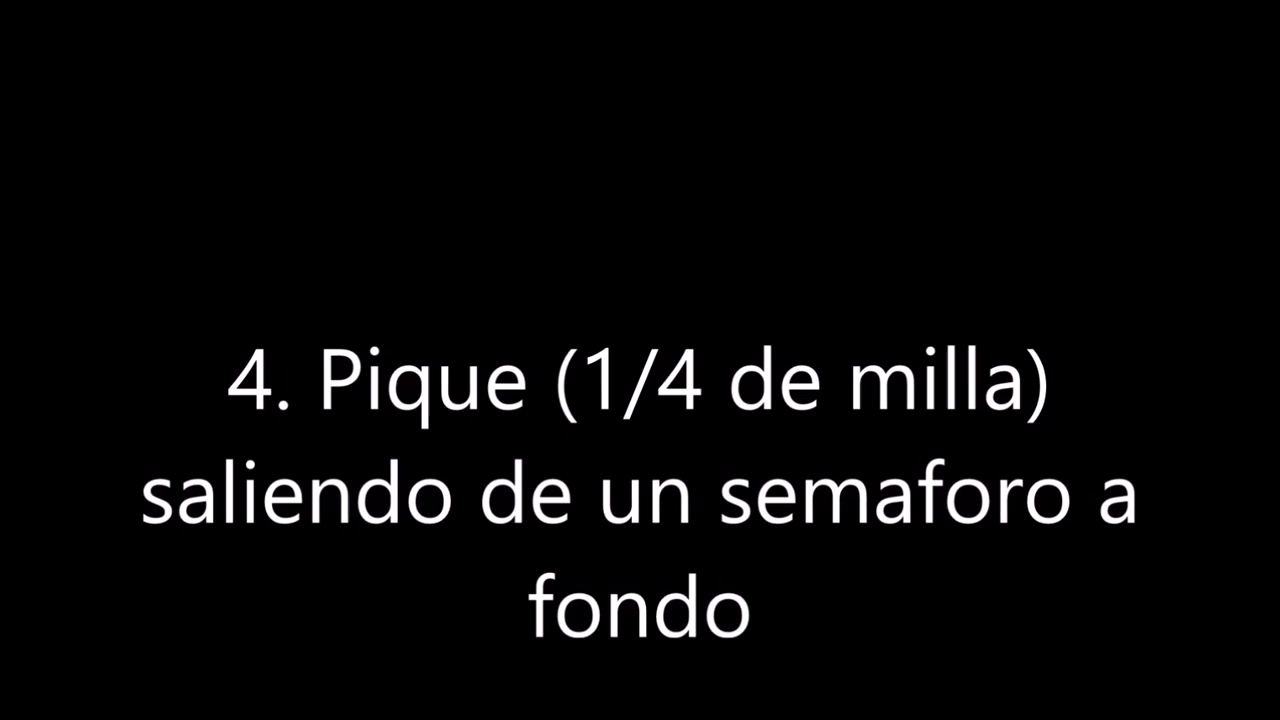 4. Pique (1/4 de milla)
saliendo de un semaforo a
fondo